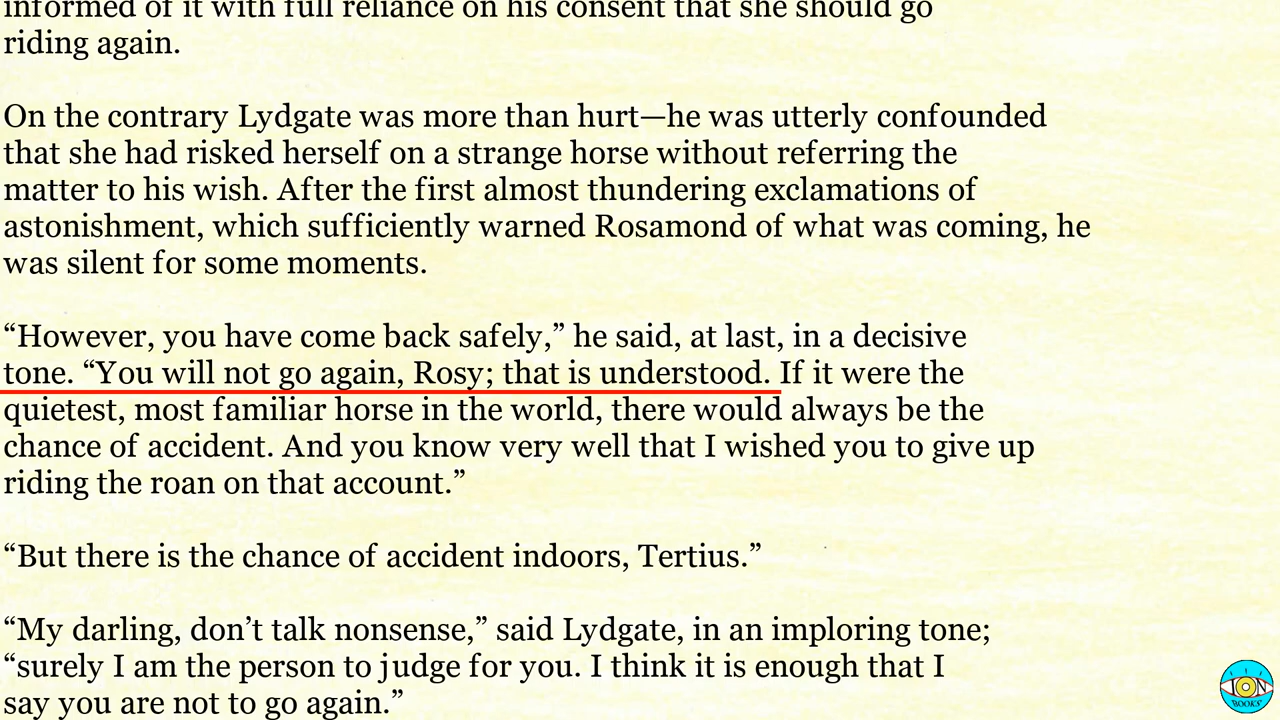 informed of it with full reliance on his consent that she should go
riding again.
On the contrary Lydgate was more than hurt—he was utterly confounded
that she had risked herself on a strange horse without referring the
matter to his wish. After the first almost thundering exclamations of
astonishment, which sufficiently warned Rosamond of what was coming, he
was silent for some moments.
“However, you have come back safely,” he said, at last, in a decisive
tone. “You will not go again, Rosy; that is understood. If it were the
quietest, most familiar horse in the world, there would always be the
chance of accident. And you know very well that I wished you to give up
riding the roan on that account.”
“But there is the chance of accident indoors, Tertius.”
“My darling, don’t talk nonsense,” said Lydgate, in an imploring tone;
“surely I am the person to judge for you. I think it is enough that I
say you are not to go again.”
ION
BOOKS